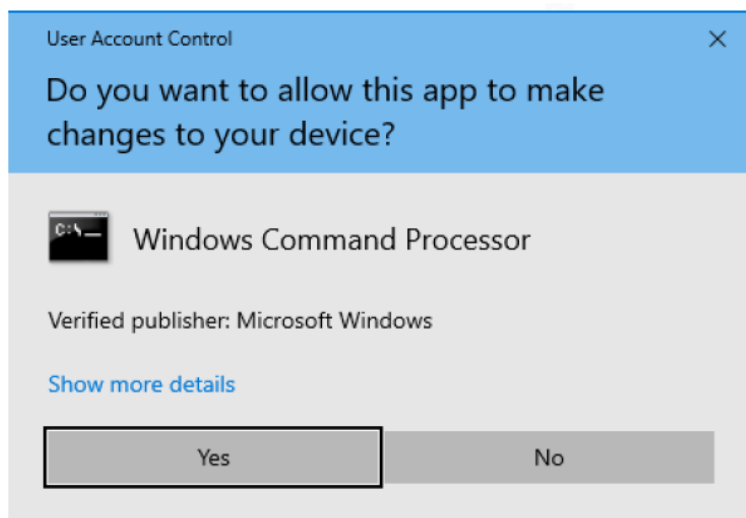 User Account Control
Do you want to allow this app to make
changes to your device?
C:\_
Windows Command Processor
Verified publisher: Microsoft Windows
Show more details
Yes
No